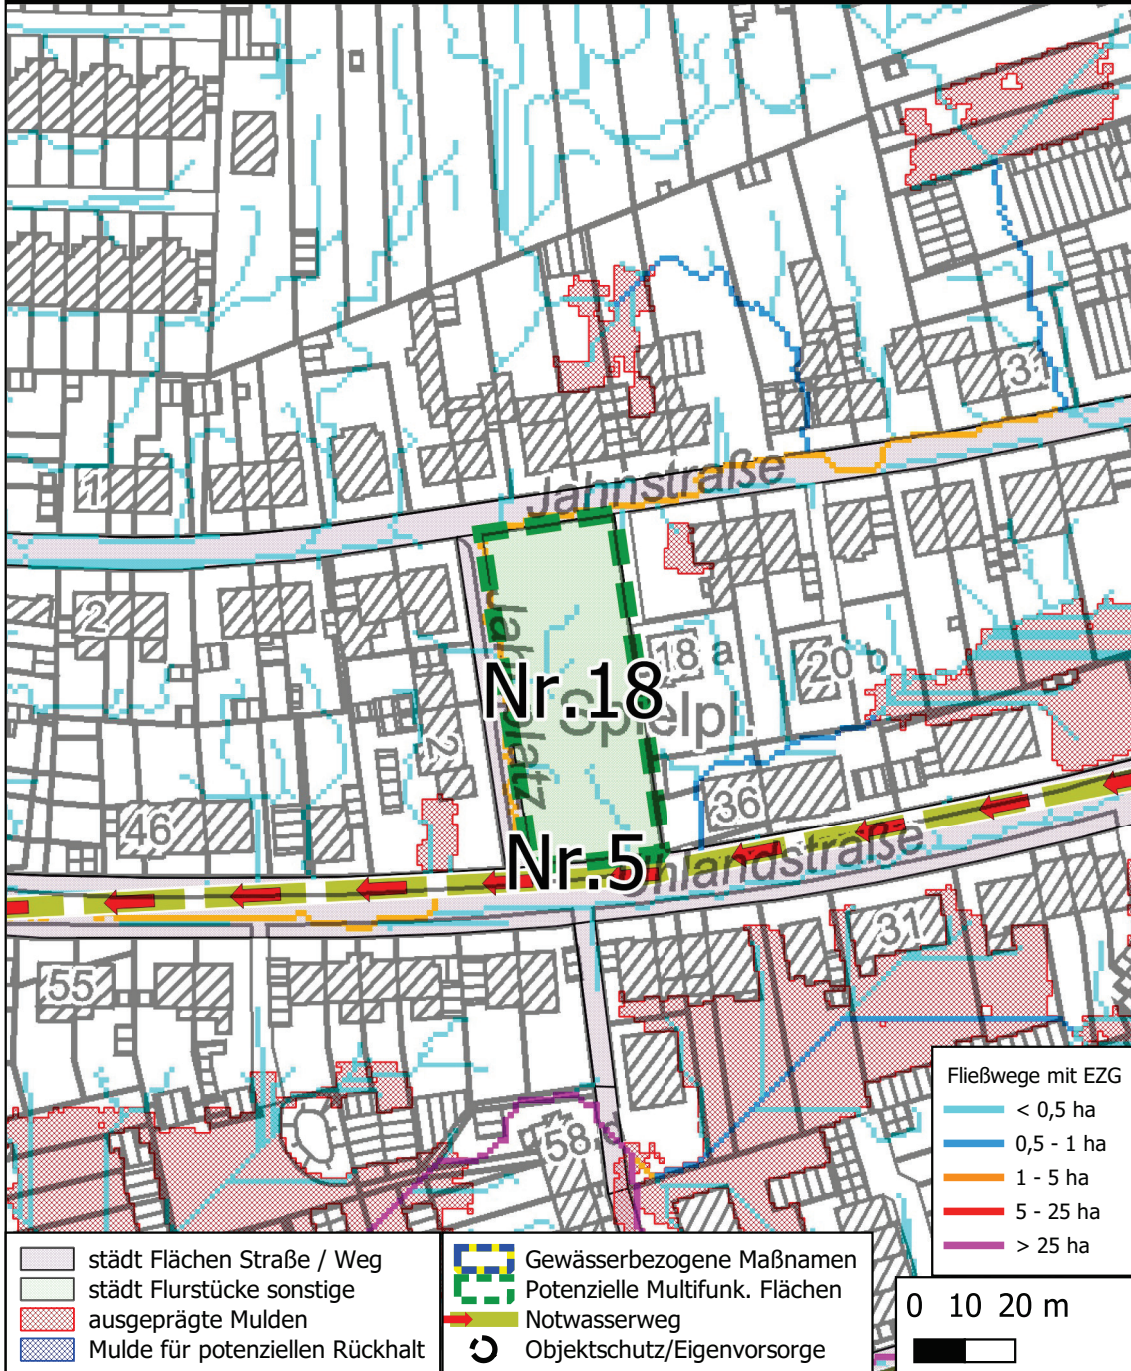 31
Jahnstraße
1
2
Jahnplatz
18 a
20 b
Nr.18
Spielp.
12
36
46
Nr.5
Uhlandstraße
31
55
58
Fließwege mit EZG
< 0,5 ha
0,5 - 1 ha
1 - 5 ha
5 - 25 ha
> 25 ha
städt Flächen Straße / Weg
städt Flurstücke sonstige
ausgeprägte Mulden
Mulde für potenziellen Rückhalt
Gewässerbezogene Maßnamen
Potenzielle Multifunk. Flächen
Notwasserweg
Objektschutz/Eigenvorsorge
0 10 20 m